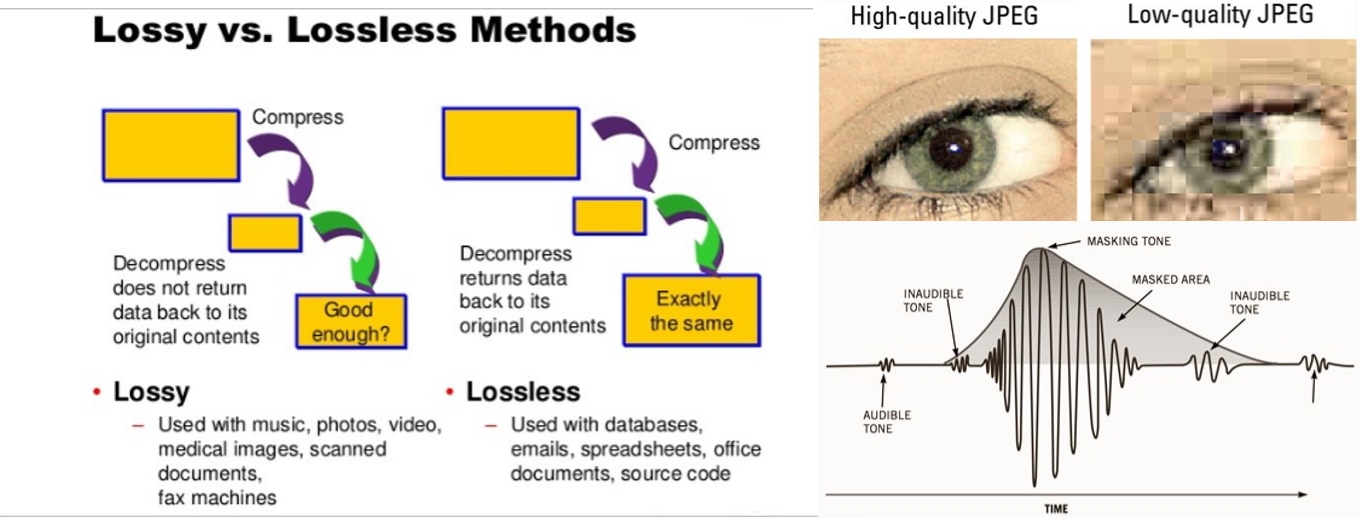 Lossy vs. Lossless Methods
Compress
Decompress
does not return
data back to its
original contents
Good
enough?
Compress
Decompress
returns data
back to its
original contents
Exactly
the same
• Lossy
– Used with music, photos, video,
medical images, scanned
documents,
fax machines
• Lossless
– Used with databases,
emails, spreadsheets, office
documents, source code
High-quality JPEG
Low-quality JPEG
MASKING TONE
MASKED AREA
INAUDIBLE
TONE
INAUDIBLE
TONE
AUDIBLE
TONE
TIME